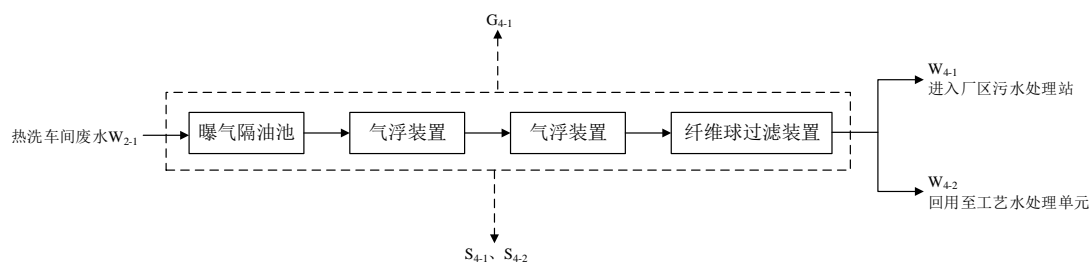 G4-1
W4-1
进入厂区污水处理站
热洗车间废水W2-1
曝气隔油池
气浮装置
气浮装置
纤维球过滤装置
W4-2
回用至工艺水处理单元
S4-1、S4-2